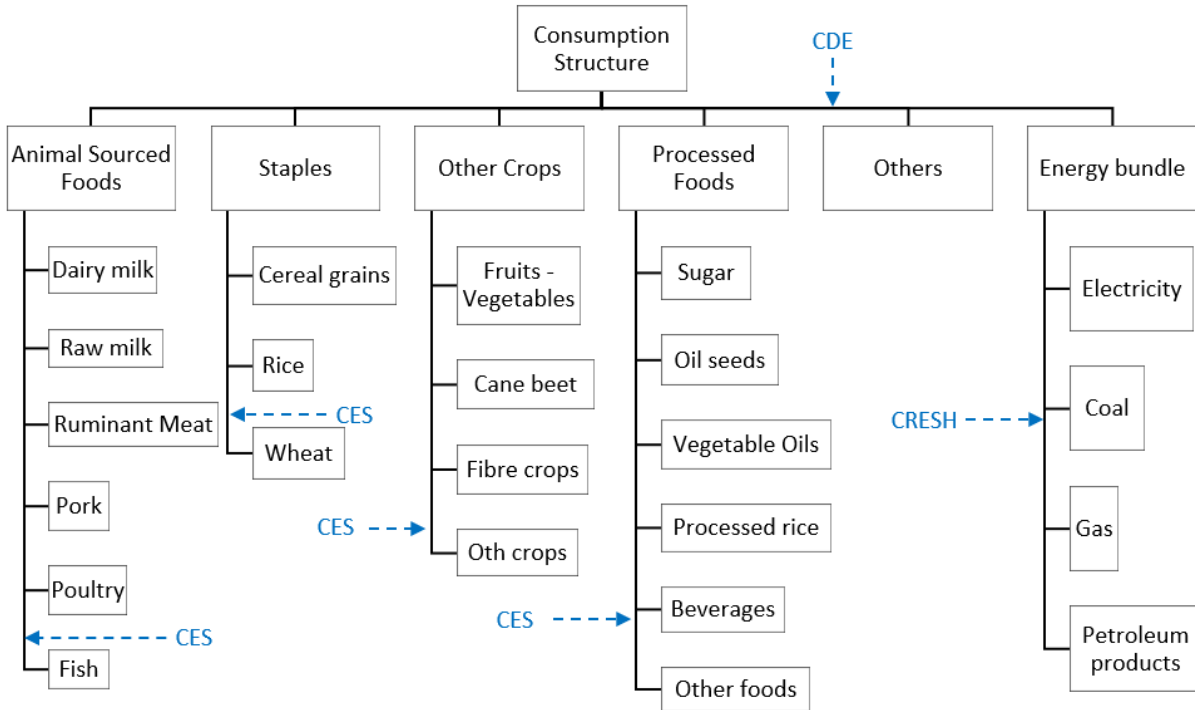 Consumption
Structure
CDE
Animal Sourced
Foods
Staples
Other Crops
Processed
Foods
Others
Energy bundle
Dairy milk
Raw milk
Ruminant Meat
Pork
Poultry
CES
Fish
Cereal grains
Rice
CES
Wheat
Fruits -
Vegetables
Cane beet
Fibre crops
CES
Oth crops
Sugar
Oil seeds
Vegetable Oils
Processed rice
Beverages
CES
Other foods
Electricity
Coal
CRESH
Gas
Petroleum
products